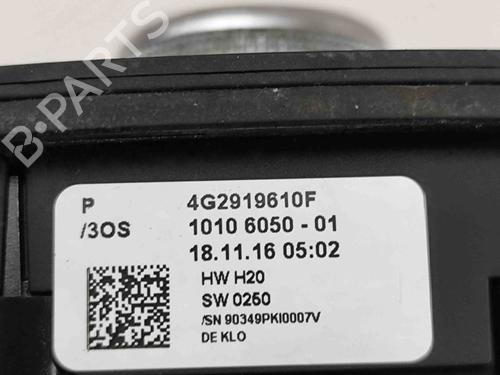 B-PARTS
P 4G2919610F
/3OS 1010 6050 - 01
18.11.16 05:02
HW H20
SW 0250
/SN 90349PKI0007V
DE KLO